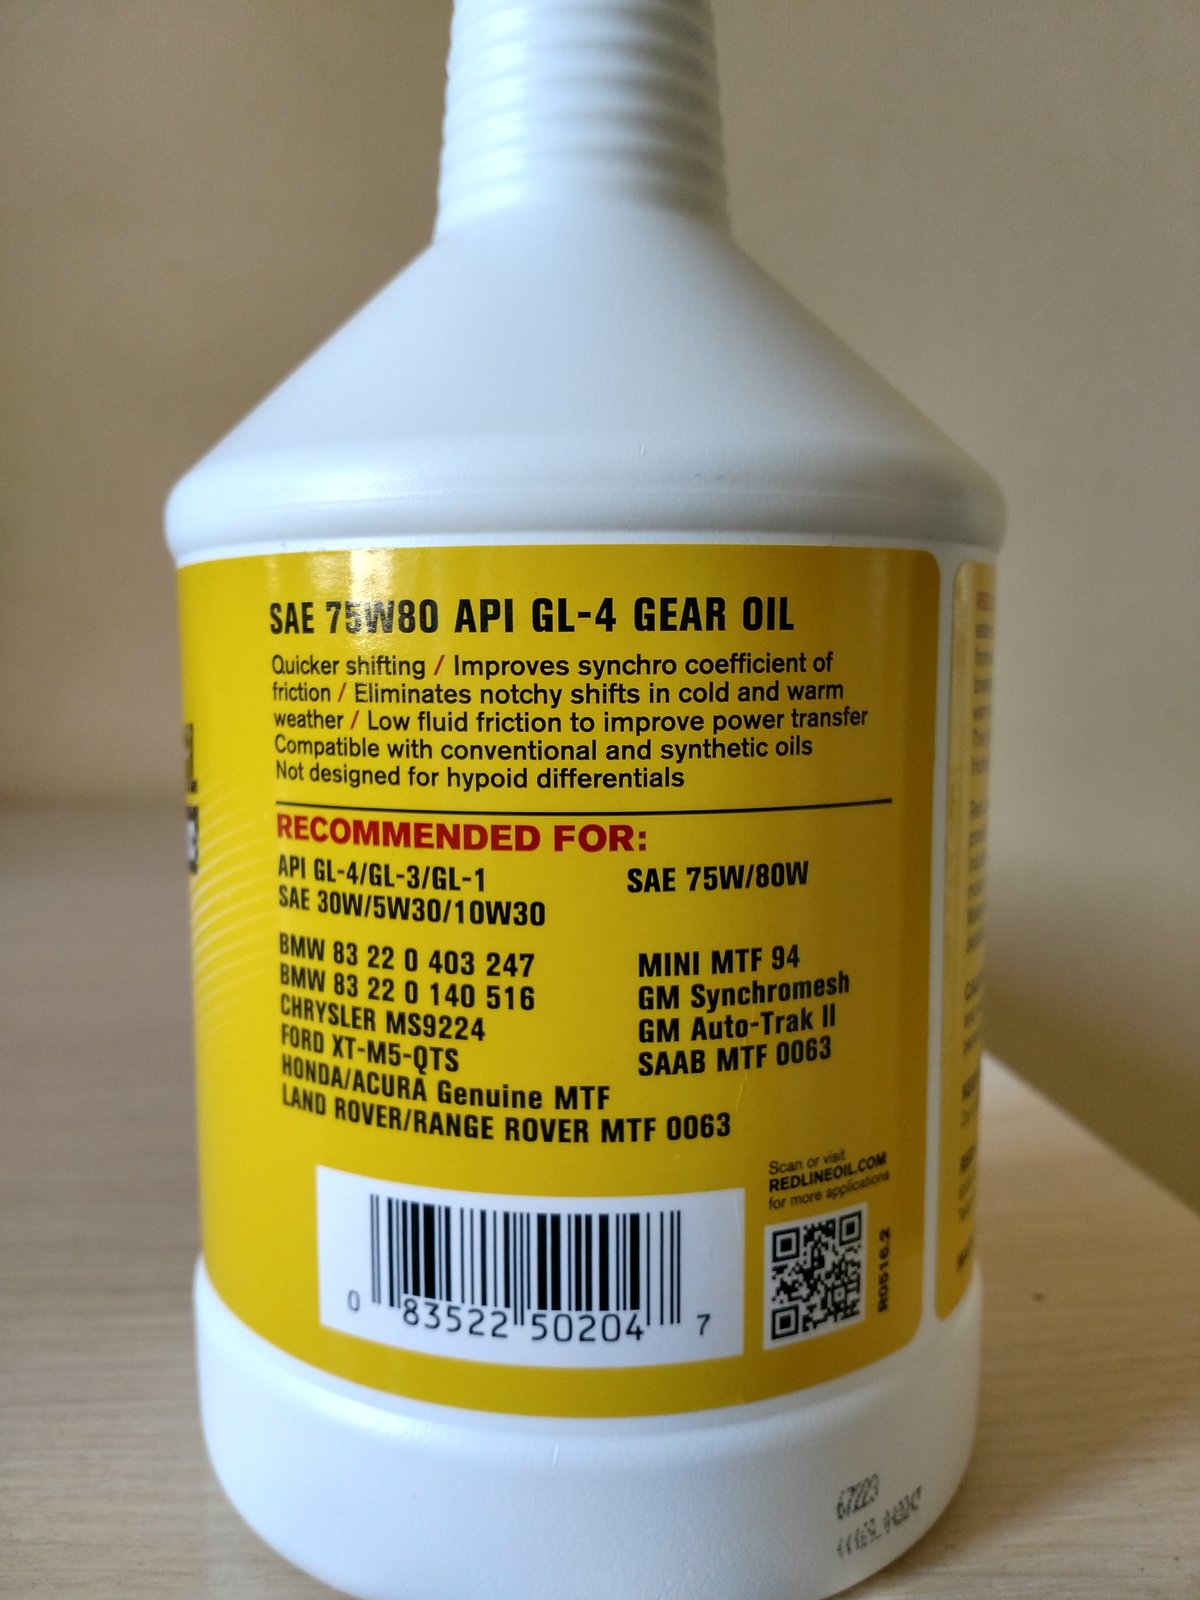 SAE 75W80 API GL-4 GEAR OIL
Quicker shifting / Improves synchro coefficient of
friction / Eliminates notchy shifts in cold and warm
weather / Low fluid friction to improve power transfer
Compatible with conventional and synthetic oils
Not designed for hypoid differentials
RECOMMENDED FOR:
API GL-4/GL-3/GL-1
SAE 30W/5W30/10W30
SAE 75W/80W
BMW 83 22 0 403 247
BMW 83 22 0 140 516
CHRYSLER MS9224
FORD XT-M5-QTS
HONDA/ACURA Genuine MTF
LAND ROVER/RANGE ROVER MTF 0063
MINI MTF 94
GM Synchromesh
GM Auto-Trak II
SAAB MTF 0063
Scan or visit
REDLINEOIL.COM
for more applications
R0516.2
0 83522 50204 7